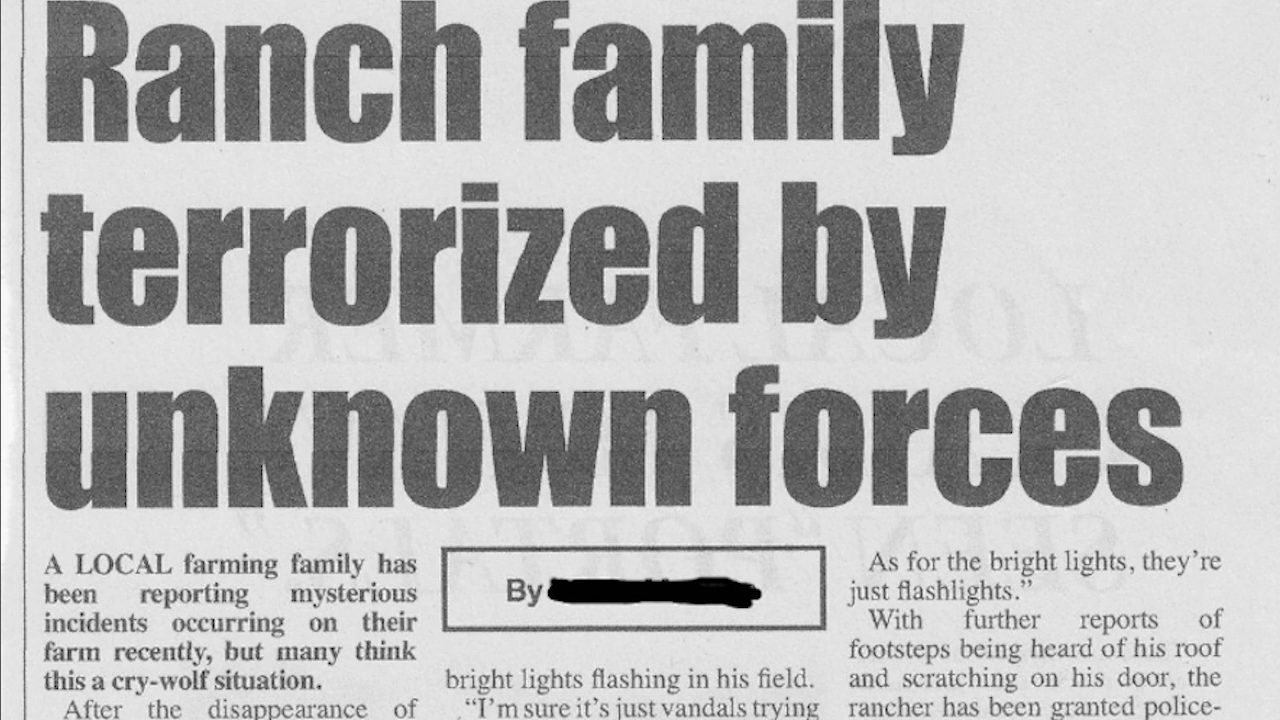 Ranch family
terrorized by
unknown forces
A LOCAL farming family has
been reporting mysterious
incidents occurring on their
farm recently, but many think
this a cry-wolf situation.
After the disappearance of
By
bright lights flashing in his field.
“I’m sure it’s just vandals trying
As for the bright lights, they’re
just flashlights.”
With further reports of
footsteps being heard of his roof
and scratching on his door, the
rancher has been granted police-